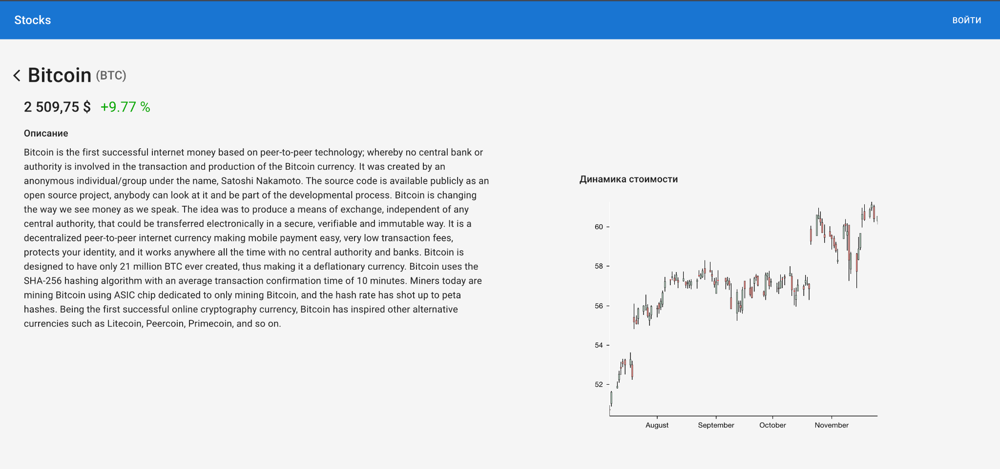 Stocks
ВОЙТИ
Bitcoin (BTC)
2 509,75 $ +9.77 %
Описание
Bitcoin is the first successful internet money based on peer-to-peer technology; whereby no central bank or
authority is involved in the transaction and production of the Bitcoin currency. It was created by an
anonymous individual/group under the name, Satoshi Nakamoto. The source code is available publicly as an
open source project, anybody can look at it and be part of the developmental process. Bitcoin is changing
the way we see money as we speak. The idea was to produce a means of exchange, independent of any
central authority, that could be transferred electronically in a secure, verifiable and immutable way. It is a
decentralized peer-to-peer internet currency making mobile payment easy, very low transaction fees,
protects your identity, and it works anywhere all the time with no central authority and banks. Bitcoin is
designed to have only 21 million BTC ever created, thus making it a deflationary currency. Bitcoin uses the
SHA-256 hashing algorithm with an average transaction confirmation time of 10 minutes. Miners today are
mining Bitcoin using ASIC chip dedicated to only mining Bitcoin, and the hash rate has shot up to peta
hashes. Being the first successful online cryptography currency, Bitcoin has inspired other alternative
currencies such as Litecoin, Peercoin, Primecoin, and so on.
Динамика стоимости
60
58
56
54
52
August September October November